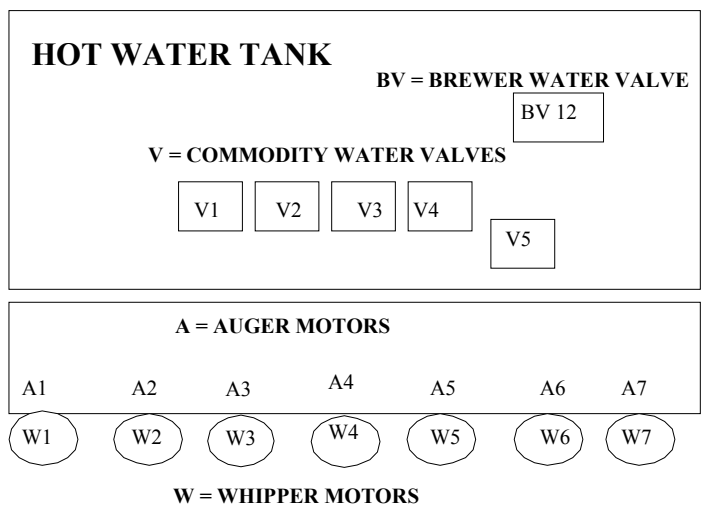 HOT WATER TANK
BV = BREWER WATER VALVE
BV 12
V = COMMODITY WATER VALVES
V1 V2 V3 V4
V5
A = AUGER MOTORS
A1 A2 A3 A4 A5 A6 A7
W1 W2 W3 W4 W5 W6 W7
W = WHIPPER MOTORS